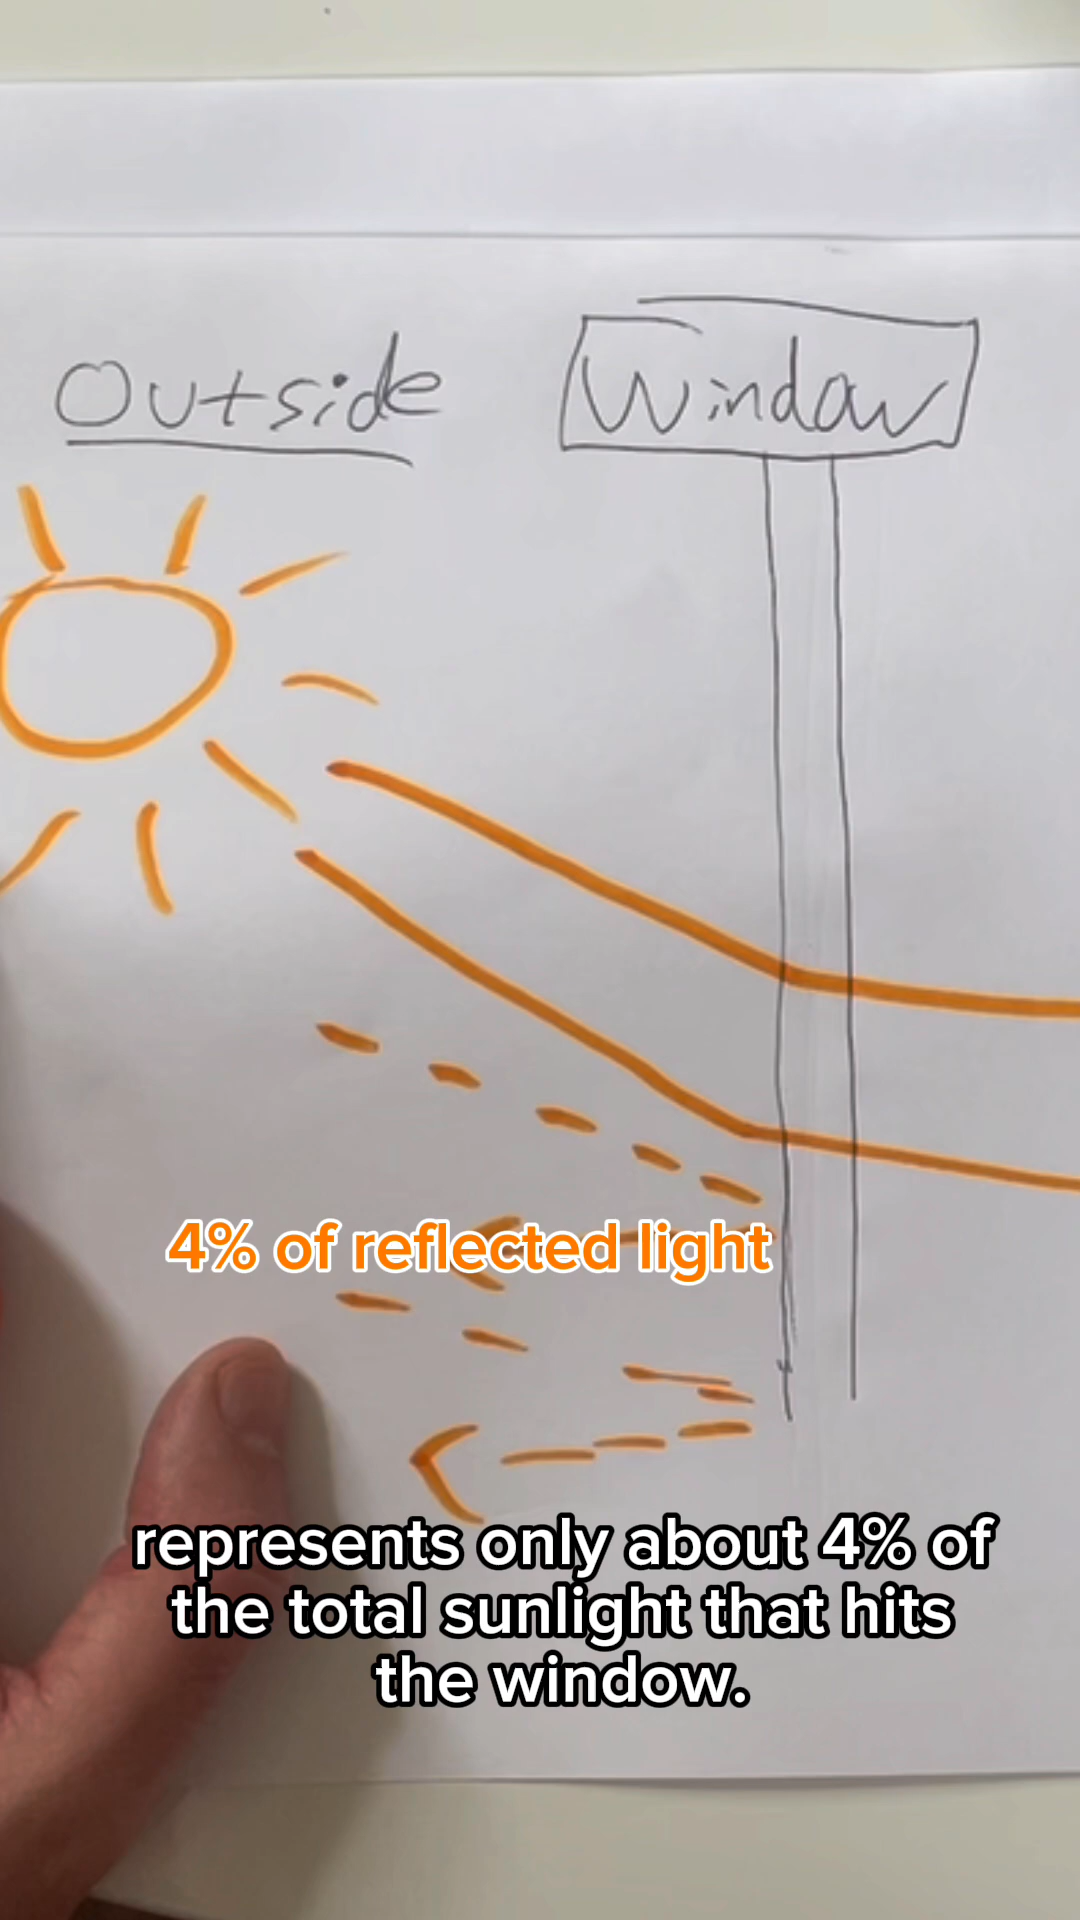 Outside
Window
4% of reflected light
represents only about 4% of
the total sunlight that hits
the window.